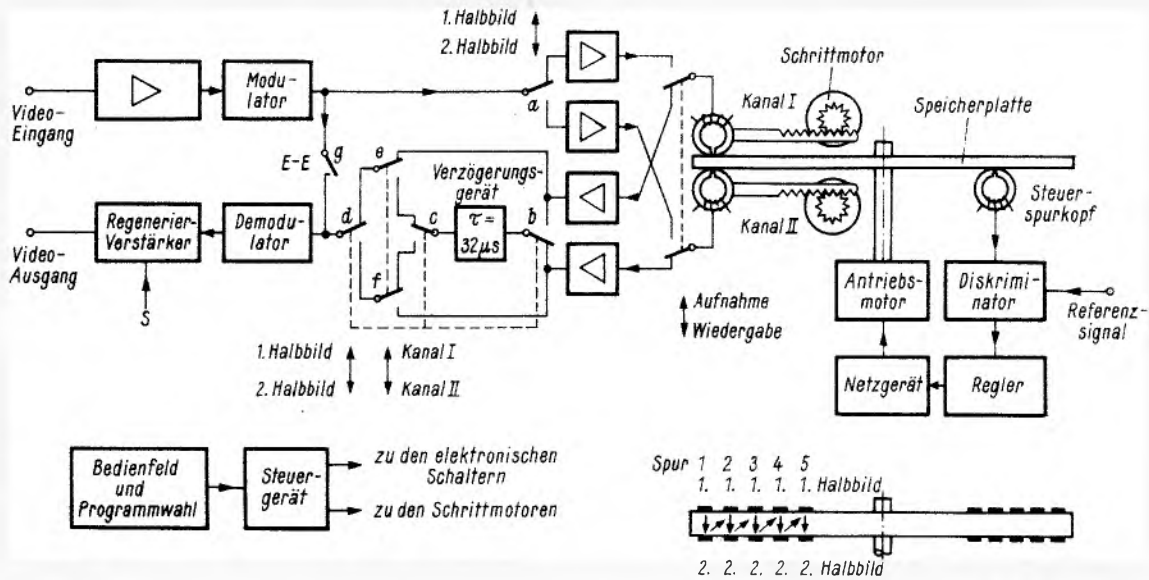 1. Halbbild
2. Halbbild
Modu-
lator
Video-
Eingang
a
Schrittmotor
Kanal I
Speicherplatte
E-E
g
e
Verzögerungs-
gerät
d
c
τ =
32μs
b
Regenerier-
Verstärker
Demodulator
Video-
Ausgang
f
S
Kanal II
Steuer-
spurkopf
Antriebs-
motor
Diskrimi-
nator
Referenz-
signal
Aufnahme
Wiedergabe
1. Halbbild
2. Halbbild
Kanal I
Kanal II
Netzgerät
Regler
Bedienfeld
und
Programmwahl
Steuer-
gerät
zu den elektronischen
Schaltern
zu den Schrittmotoren
Spur 1 2 3 4 5
1. 1. 1. 1. 1. Halbbild
2. 2. 2. 2. 2. Halbbild